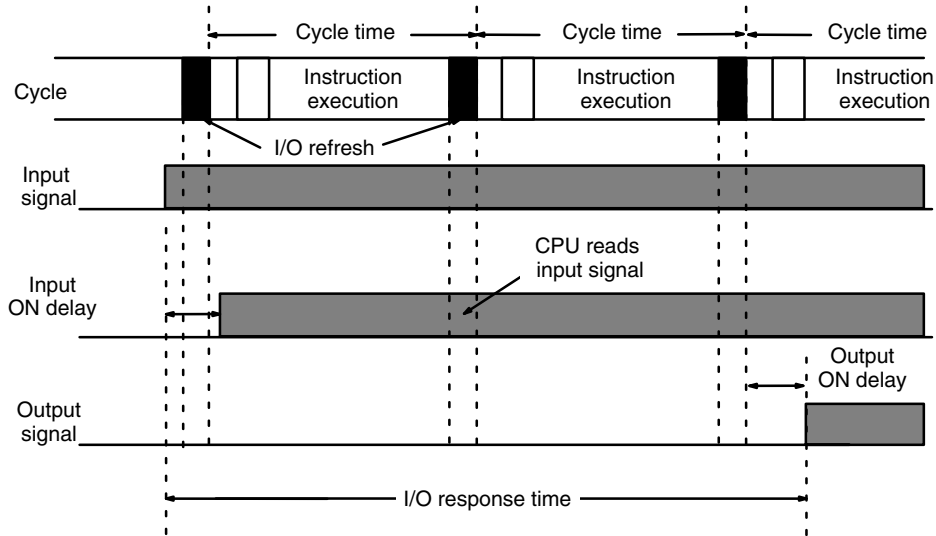 Cycle time
Cycle time
Cycle time
Cycle
Instruction
execution
Instruction
execution
Instruction
execution
I/O refresh
Input
signal
CPU reads
input signal
Input
ON delay
Output
ON delay
Output
signal
I/O response time